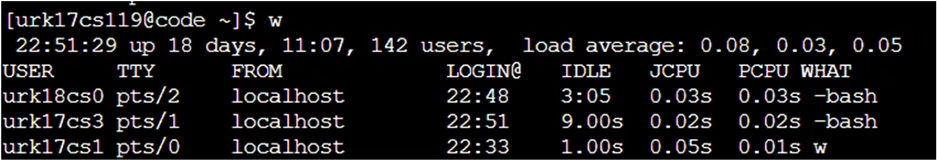 [urk17cs119@code ~]$ w
22:51:29 up 18 days, 11:07, 142 users, load average: 0.08, 0.03, 0.05
USER TTY FROM LOGIN@ IDLE JCPU PCPU WHAT
urk18cs0 pts/2 localhost 22:48 3:05 0.03s 0.03s -bash
urk17cs3 pts/1 localhost 22:51 9.00s 0.02s 0.02s -bash
urk17cs1 pts/0 localhost 22:33 1.00s 0.05s 0.01s w